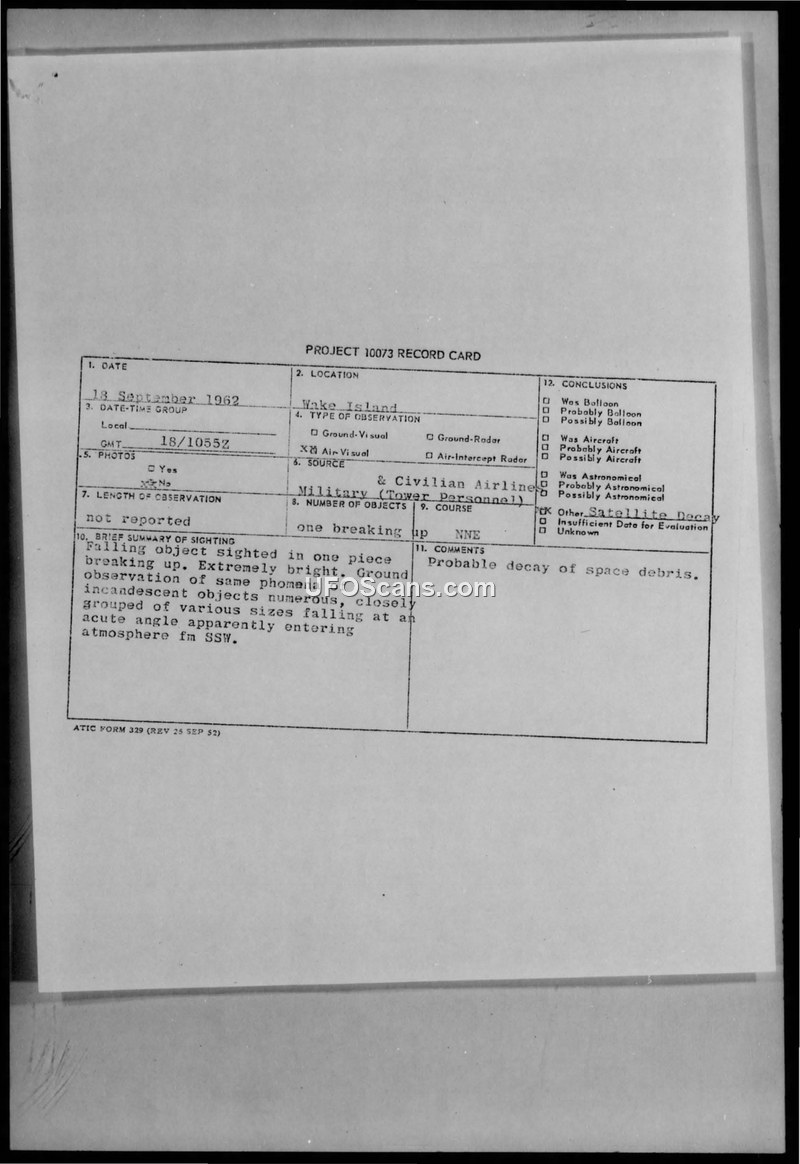 PROJECT 10073 RECORD CARD
1. DATE
18 September 1962
2. LOCATION
Wake Island
12. CONCLUSIONS
Was Balloon
Probably Balloon
Possibly Balloon
Was Aircraft
Probably Aircraft
Possibly Aircraft
Was Astronomical
Probably Astronomical
Possibly Astronomical
Other Satellite Decay
Insufficient Data for Evaluation
Unknown
3. DATE-TIME GROUP
Local
GMT 18/1055Z
4. TYPE OF OBSERVATION
Ground-Visual
Ground-Radar
XX Air-Visual
Air-Intercept Radar
5. PHOTOS
Yes
XX No
6. SOURCE
& Civilian Airlines
Military (Tower Personnel)
7. LENGTH OF OBSERVATION
not reported
8. NUMBER OF OBJECTS
one breaking up
9. COURSE
NNE
10. BRIEF SUMMARY OF SIGHTING
Falling object sighted in one piece
breaking up. Extremely bright. Ground
observation of same
incandescent objects numerous, closely
grouped of various sizes falling at an
acute angle apparently entering
atmosphere fm SSW.
11. COMMENTS
Probable decay of space debris.
UFOScans.com
ATIC FORM 329 (REV 26 SEP 52)